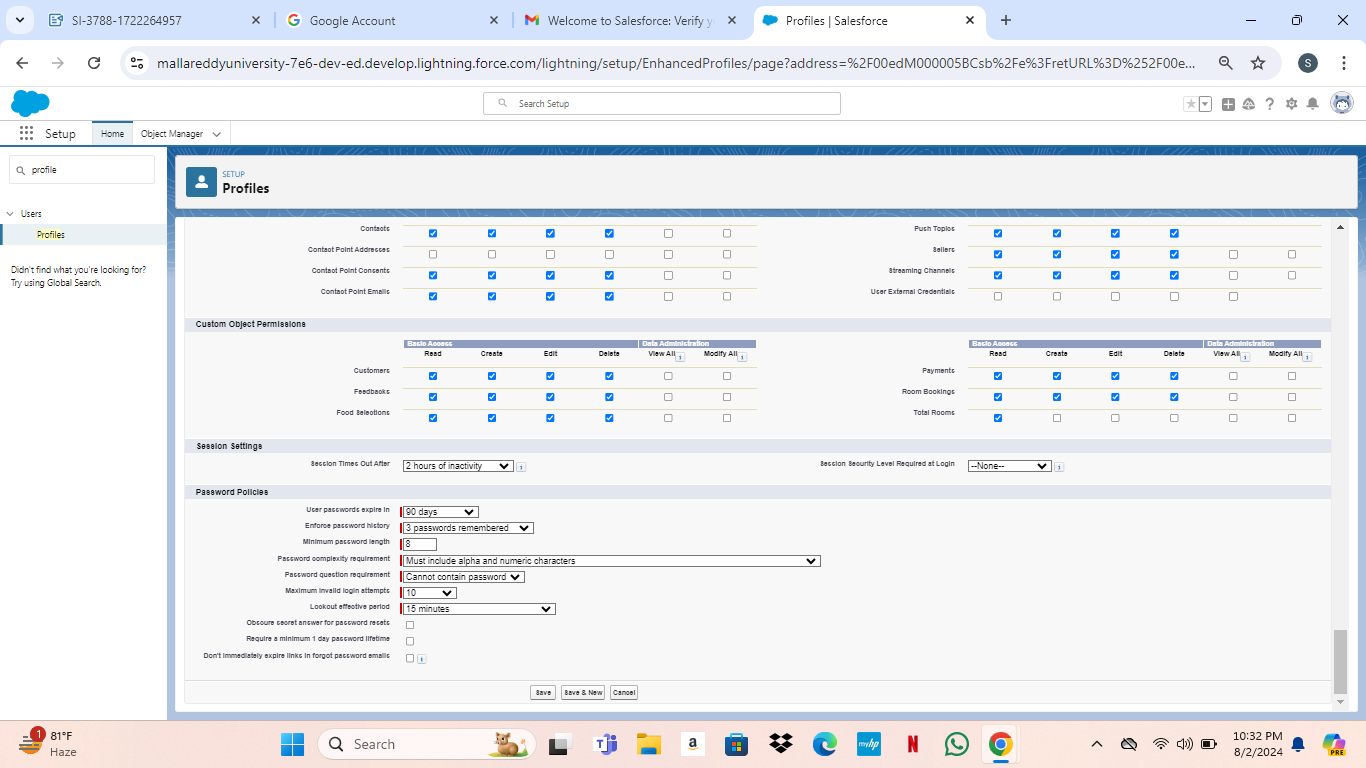 SI-3788-1722264957
Google Account
Welcome to Salesforce: Verify y
Profiles | Salesforce
mallareddyuniversity-7e6-dev-ed.develop.lightning.force.com/lightning/setup/EnhancedProfiles/page?address=%2F00edM000005BCsb%2Fe%3FretURL%3D%252F00e...
S
Search Setup
Setup
Home
Object Manager
profile
Users
Profiles
Didn't find what you're looking for?
Try using Global Search.
SETUP
Profiles
Contacts
Push Topics
Contact Point Addresses
Sellers
Contact Point Consents
Streaming Channels
Contact Point Emails
User External Credentials
Custom Object Permissions
Basic Access Data Administration
Basic Access Data Administration
Read Create Edit Delete View All Modify All
Read Create Edit Delete View All Modify All
Customers
Payments
Feedbacks
Room Bookings
Food Selections
Total Rooms
Session Settings
Session Times Out After 2 hours of inactivity
Session Security Level Required at Login --None--
Password Policies
User passwords expire in 90 days
Enforce password history 3 passwords remembered
Minimum password length 8
Password complexity requirement Must include alpha and numeric characters
Password question requirement Cannot contain password
Maximum invalid login attempts 10
Lockout effective period 15 minutes
Obscure secret answer for password resets
Require a minimum 1 day password lifetime
Don't immediately expire links in forgot password emails
Save Save & New Cancel
1
81°F
Haze
Search
a
myhp
N
10:32 PM
8/2/2024
PRE